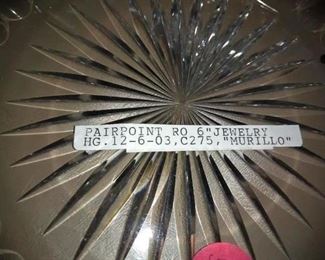 PAIRPOINT RO 6"JEWELRY
HG.12-6-03,C275,"MURILLO"